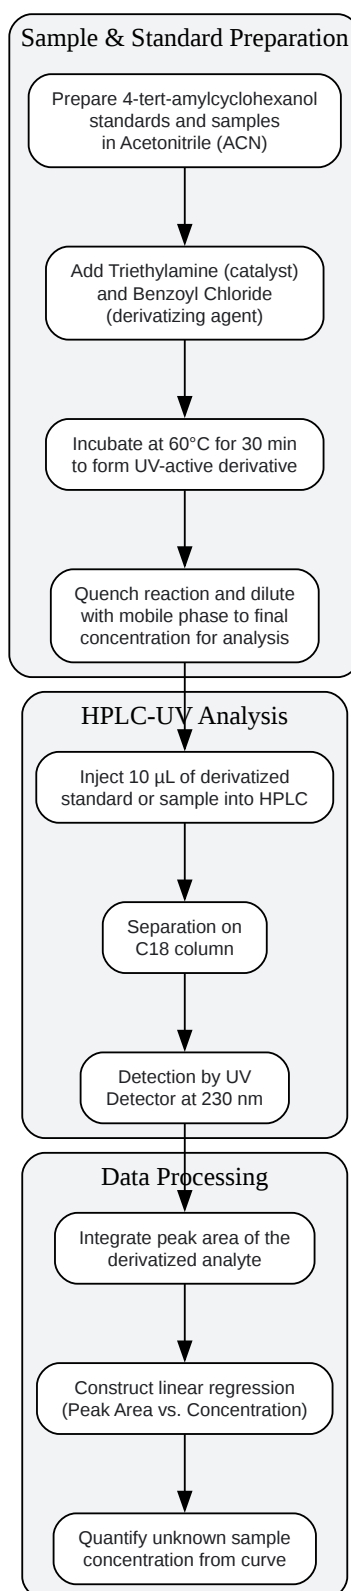 Sample & Standard Preparation
Prepare 4-tert-amylcyclohexanol
standards and samples
in Acetonitrile (ACN)
Add Triethylamine (catalyst)
and Benzoyl Chloride
(derivatizing agent)
Incubate at 60°C for 30 min
to form UV-active derivative
Quench reaction and dilute
with mobile phase to final
concentration for analysis
HPLC-UV Analysis
Inject 10 µL of derivatized
standard or sample into HPLC
Separation on
C18 column
Detection by UV
Detector at 230 nm
Data Processing
Integrate peak area of the
derivatized analyte
Construct linear regression
(Peak Area vs. Concentration)
Quantify unknown sample
concentration from curve